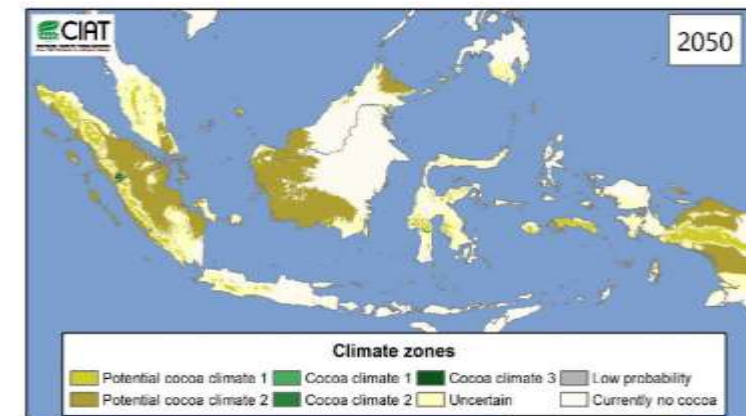 CIAT
2050
Climate zones
Potential cocoa climate 1
Cocoa climate 1
Cocoa climate 3
Low probability
Potential cocoa climate 2
Cocoa climate 2
Uncertain
Currently no cocoa